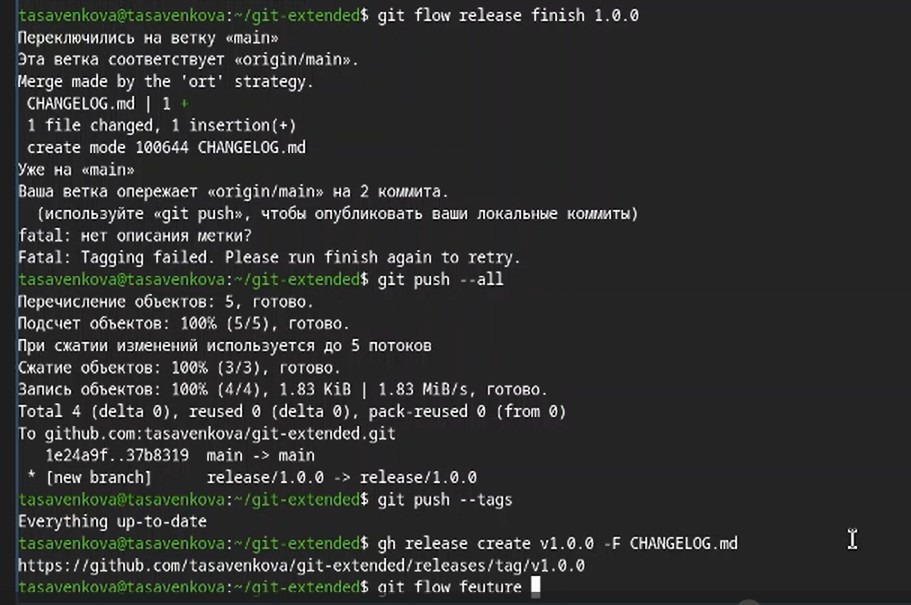 tasavenkova@tasavenkova:~/git-extended$ git flow release finish 1.0.0
Переключились на ветку «main»
Эта ветка соответствует «origin/main».
Merge made by the 'ort' strategy.
 CHANGELOG.md | 1 +
 1 file changed, 1 insertion(+)
 create mode 100644 CHANGELOG.md
Уже на «main»
Ваша ветка опережает «origin/main» на 2 коммита.
  (используйте «git push», чтобы опубликовать ваши локальные коммиты)
fatal: нет описания метки?
Fatal: Tagging failed. Please run finish again to retry.
tasavenkova@tasavenkova:~/git-extended$ git push --all
Перечисление объектов: 5, готово.
Подсчет объектов: 100% (5/5), готово.
При сжатии изменений используется до 5 потоков
Сжатие объектов: 100% (3/3), готово.
Запись объектов: 100% (4/4), 1.83 KiB | 1.83 MiB/s, готово.
Total 4 (delta 0), reused 0 (delta 0), pack-reused 0 (from 0)
To github.com:tasavenkova/git-extended.git
   1e24a9f..37b8319  main -> main
 * [new branch]      release/1.0.0 -> release/1.0.0
tasavenkova@tasavenkova:~/git-extended$ git push --tags
Everything up-to-date
tasavenkova@tasavenkova:~/git-extended$ gh release create v1.0.0 -F CHANGELOG.md
https://github.com/tasavenkova/git-extended/releases/tag/v1.0.0
tasavenkova@tasavenkova:~/git-extended$ git flow feuture